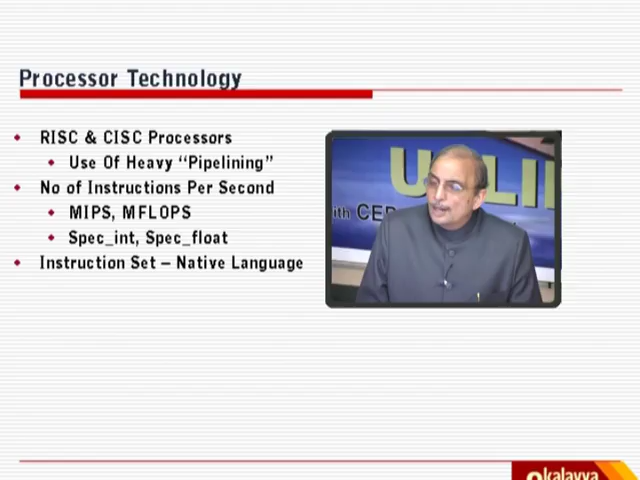 Processor Technology
RISC & CISC Processors
Use Of Heavy “Pipelining”
No of Instructions Per Second
MIPS, MFLOPS
Spec_int, Spec_float
Instruction Set – Native Language
with